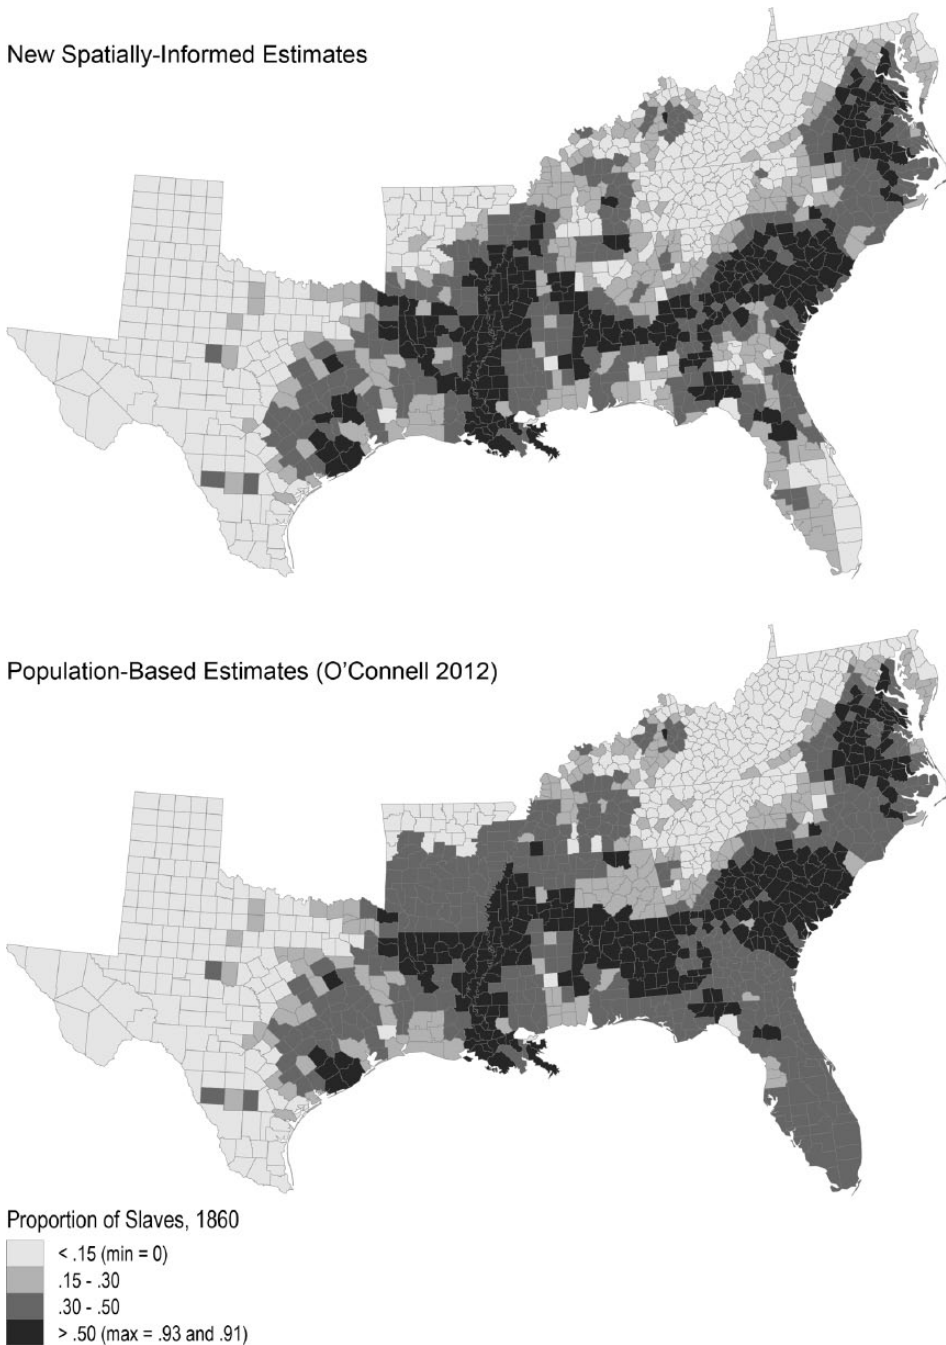 New Spatially-Informed Estimates
Population-Based Estimates (O'Connell 2012)
Proportion of Slaves, 1860
< .15 (min = 0)
.15 - .30
.30 - .50
> .50 (max = .93 and .91)